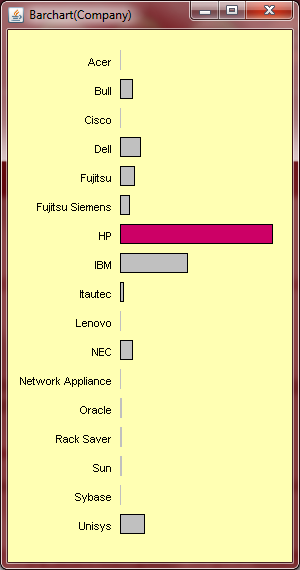 Barchart(Company)
Acer
Bull
Cisco
Dell
Fujitsu
Fujitsu Siemens
HP
IBM
Itautec
Lenovo
NEC
Network Appliance
Oracle
Rack Saver
Sun
Sybase
Unisys